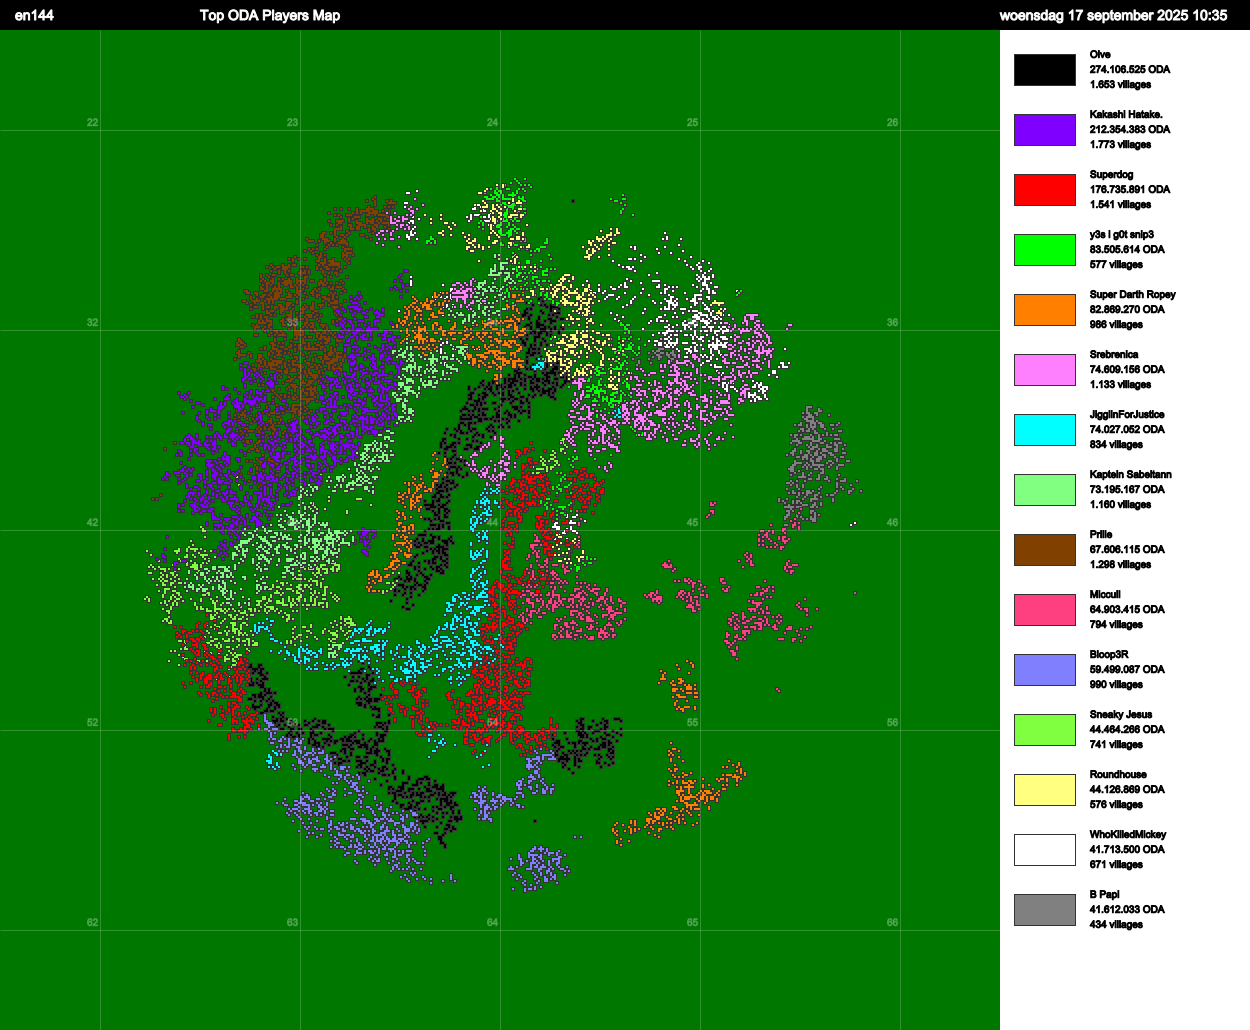 en144
Top ODA Players Map
woensdag 17 september 2025 10:35
22
23
24
25
26
32
33
36
42
44
45
46
52
53
54
55
56
62
63
64
65
66
Oive
274.106.525 ODA
1.653 villages
Kakashi Hatake.
212.354.383 ODA
1.773 villages
Superdog
176.735.891 ODA
1.541 villages
y3s i g0t snip3
83.505.614 ODA
577 villages
Super Darth Ropey
82.869.270 ODA
986 villages
Srebrenica
74.609.156 ODA
1.133 villages
JigglinForJustice
74.027.052 ODA
834 villages
Kaptein Sabeltann
73.195.167 ODA
1.160 villages
Prille
67.606.115 ODA
1.298 villages
Micculi
64.903.415 ODA
794 villages
Bloop3R
59.499.087 ODA
990 villages
Sneaky Jesus
44.464.266 ODA
741 villages
Roundhouse
44.126.869 ODA
576 villages
WhoKilledMickey
41.713.500 ODA
671 villages
B Papi
41.612.033 ODA
434 villages